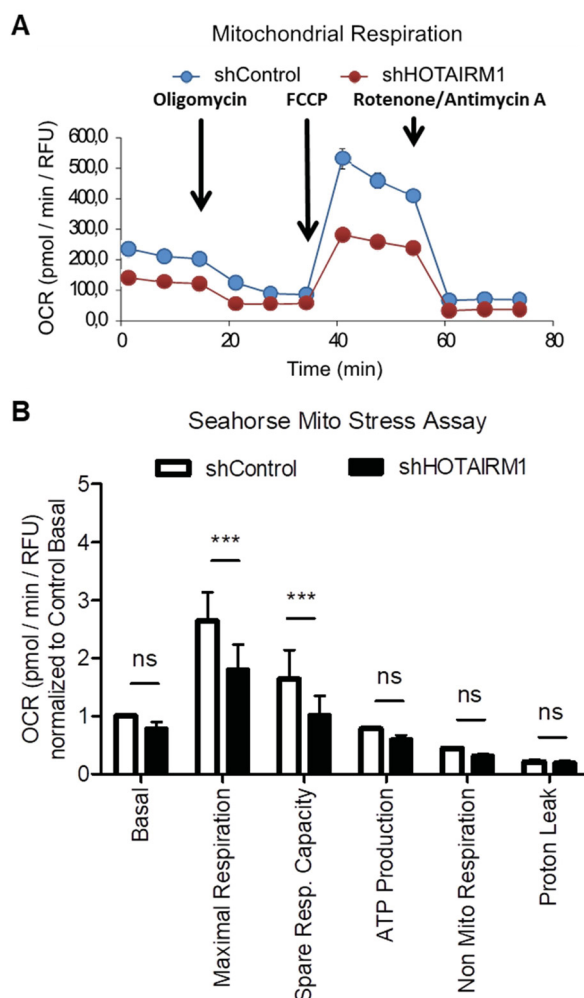 A
Mitochondrial Respiration
shControl shHOTAIRM1
Oligomycin FCCP Rotenone/Antimycin A
OCR (pmol / min / RFU)
600,0
500,0
400,0
300,0
200,0
100,0
0,0
0 20 40 60 80
Time (min)
B
Seahorse Mito Stress Assay
shControl shHOTAIRM1
OCR (pmol / min / RFU)
normalized to Control Basal
5
4
3
2
1
0
ns *** *** ns ns ns
Basal
Maximal Respiration
Spare Resp. Capacity
ATP Production
Non Mito Respiration
Proton Leak